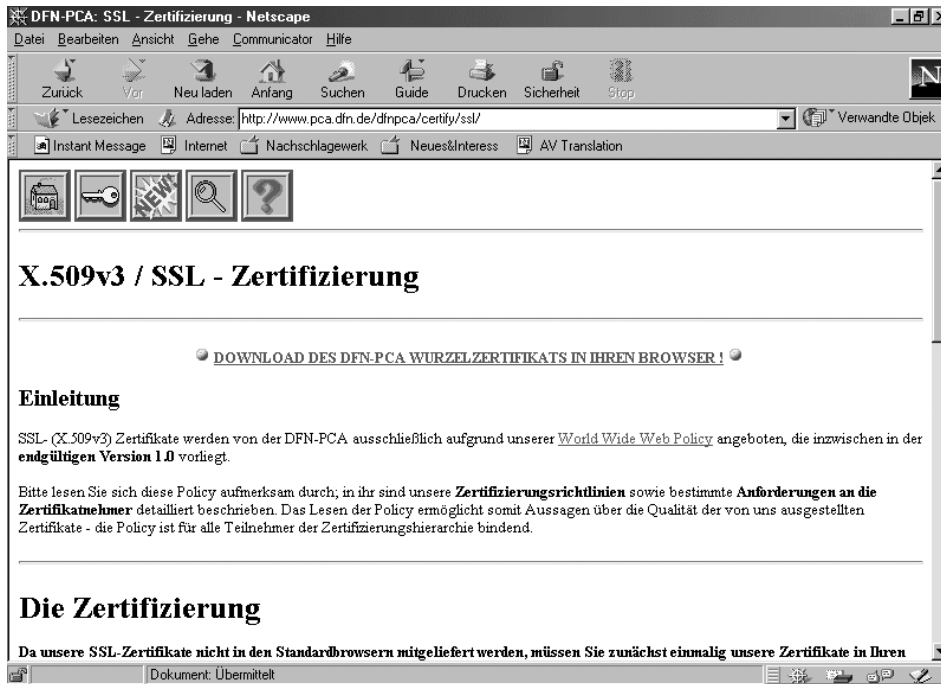 DFN-PCA: SSL - Zertifizierung - Netscape
Datei Bearbeiten Ansicht Gehe Communicator Hilfe
Zurück Vor Neu laden Anfang Suchen Guide Drucken Sicherheit Stop
N
Lesezeichen Adresse: http://www.pca.dfn.de/dfnpca/certify/ssl/ Verwandte Objek
Instant Message Internet Nachschlagewerk Neues&Interess AV Translation
NEW! ?
X.509v3 / SSL - Zertifizierung
DOWNLOAD DES DFN-PCA WURZELZERTIFIKATS IN IHREN BROWSER !
Einleitung
SSL- (X.509v3) Zertifikate werden von der DFN-PCA ausschließlich aufgrund unserer World Wide Web Policy angeboten, die inzwischen in der
endgültigen Version 1.0 vorliegt.
Bitte lesen Sie sich diese Policy aufmerksam durch; in ihr sind unsere Zertifizierungsrichtlinien sowie bestimmte Anforderungen an die
Zertifikatnehmer detailliert beschrieben. Das Lesen der Policy ermöglicht somit Aussagen über die Qualität der von uns ausgestellten
Zertifikate - die Policy ist für alle Teilnehmer der Zertifizierungshierarchie bindend.
Die Zertifizierung
Da unsere SSL-Zertifikate nicht in den Standardbrowsern mitgeliefert werden, müssen Sie zunächst einmalig unsere Zertifikate in Ihren
Dokument: Übermittelt